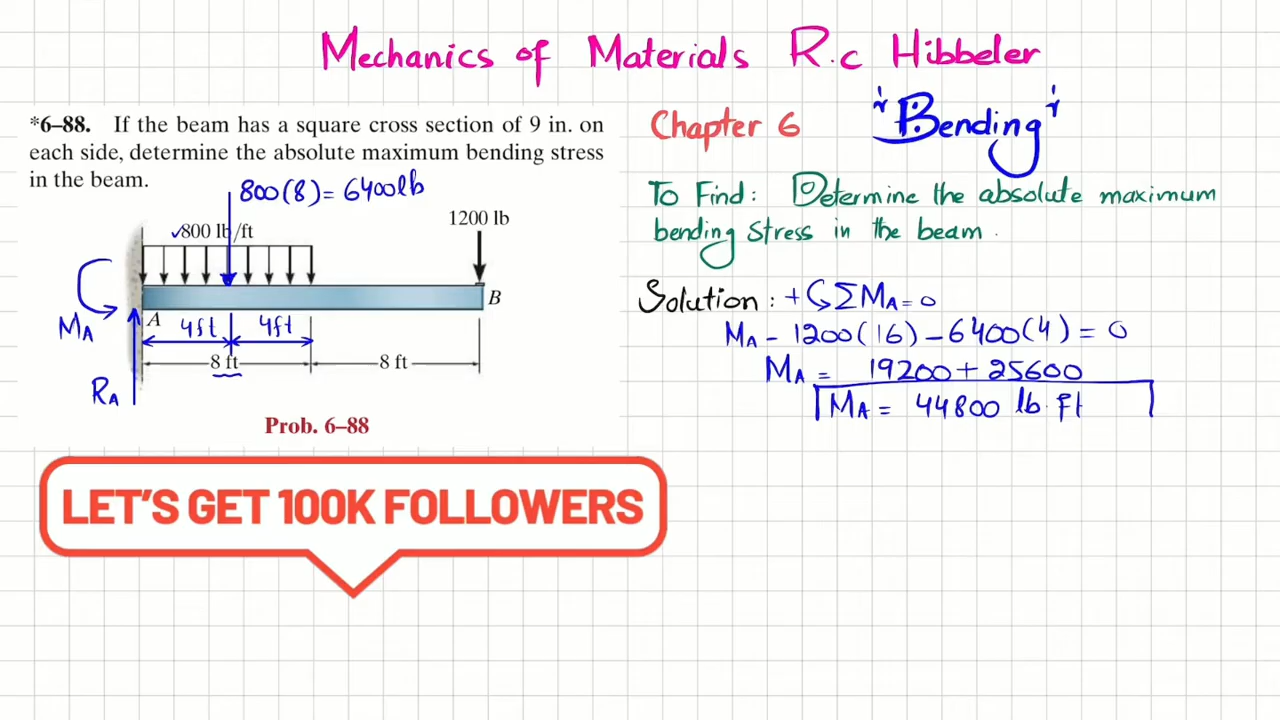 Mechanics of Materials R.c Hibbeler
*6–88. If the beam has a square cross section of 9 in. on
each side, determine the absolute maximum bending stress
in the beam.
800(8)=6400lb
800 lb/ft
1200 lb
MA
A
B
4ft
4ft
8 ft
8 ft
RA
Prob. 6–88
LET'S GET 100K FOLLOWERS
Chapter 6
"Bending"
To Find: Determine the absolute maximum
bending stress in the beam.
Solution: +↺ΣMA=0
MA - 1200(16) - 6400(4) = 0
MA = 19200 + 25600
MA = 44800 lb·ft